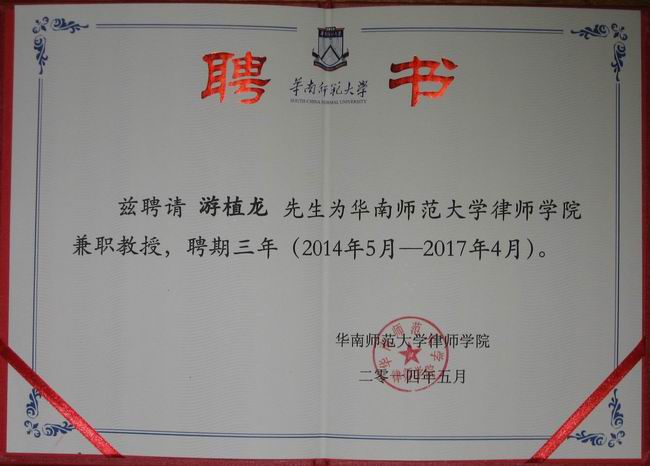 聘 书
华南师范大学
SOUTH CHINA NORMAL UNIVERSITY
兹聘请 游植龙 先生为华南师范大学律师学院
兼职教授，聘期三年（2014年5月—2017年4月）。
华南师范大学律师学院
二零一四年五月